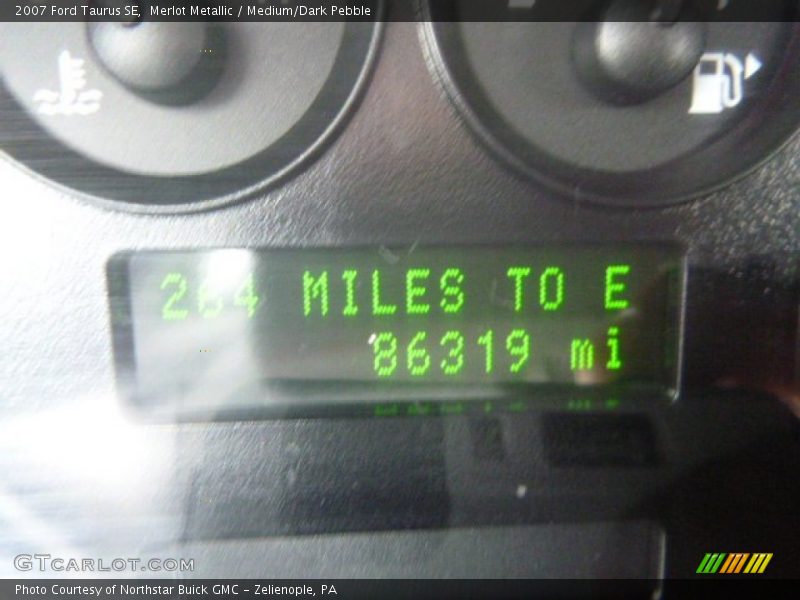 2007 Ford Taurus SE, Merlot Metallic / Medium/Dark Pebble
264 MILES TO E
86319 mi
GTCARLOT.COM
Photo Courtesy of Northstar Buick GMC - Zelienople, PA